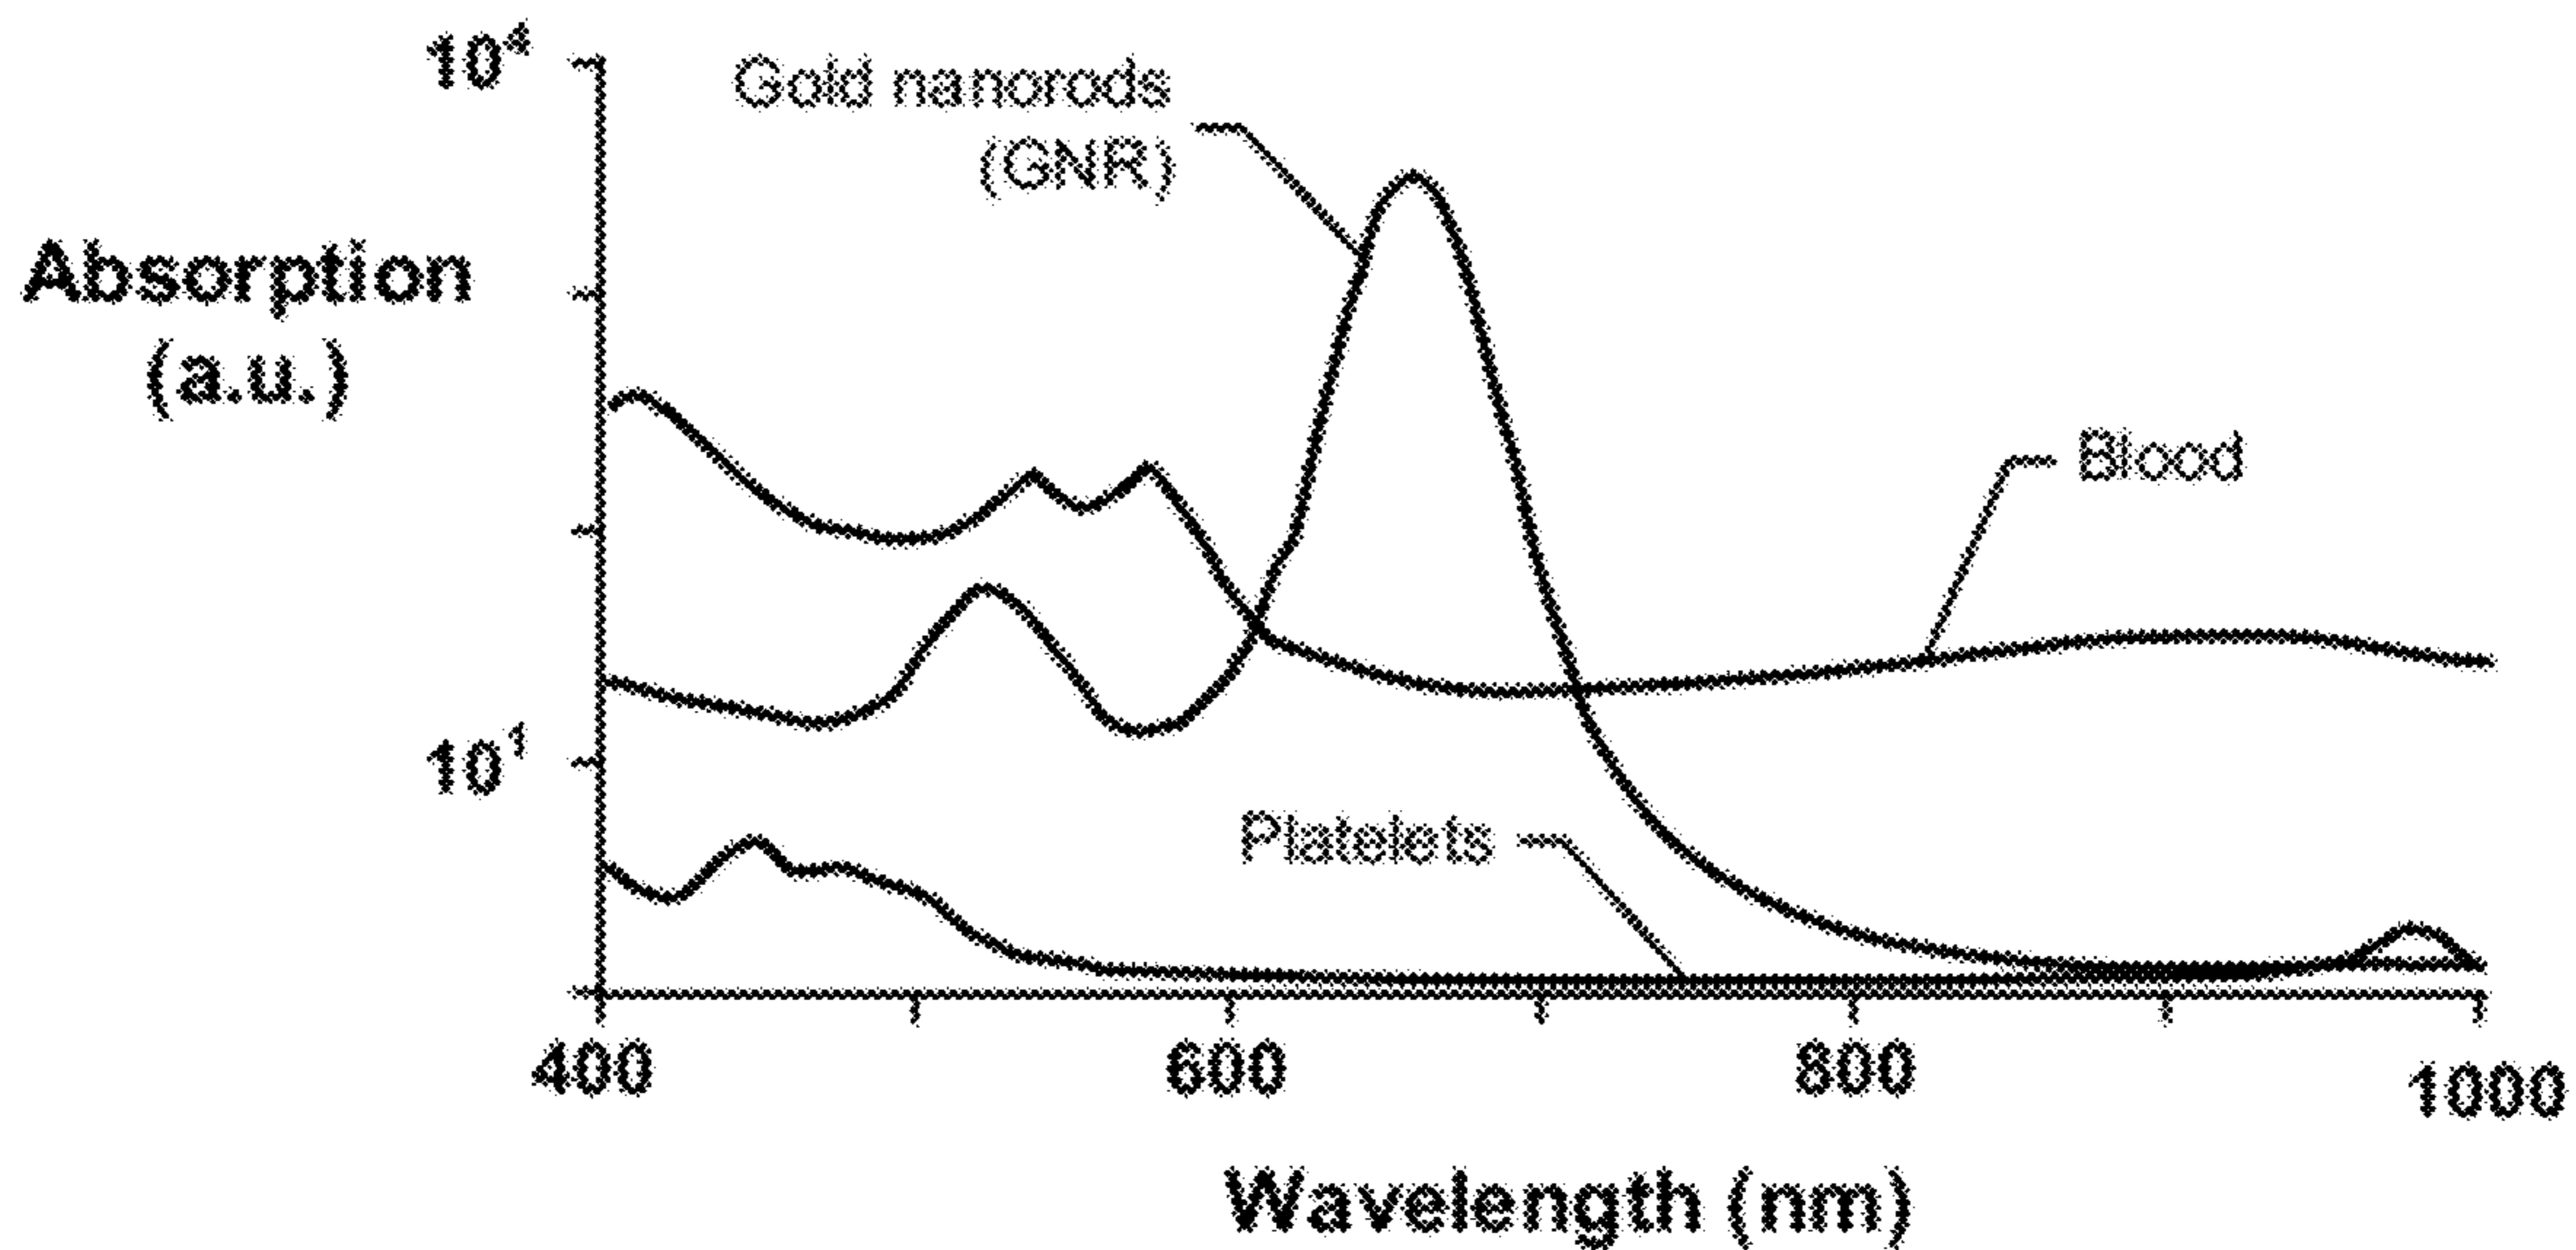 10⁴
Gold nanorods
(GNR)
Absorption
(a.u.)
Blood
10¹
Platelets
400
600
800
1000
Wavelength (nm)